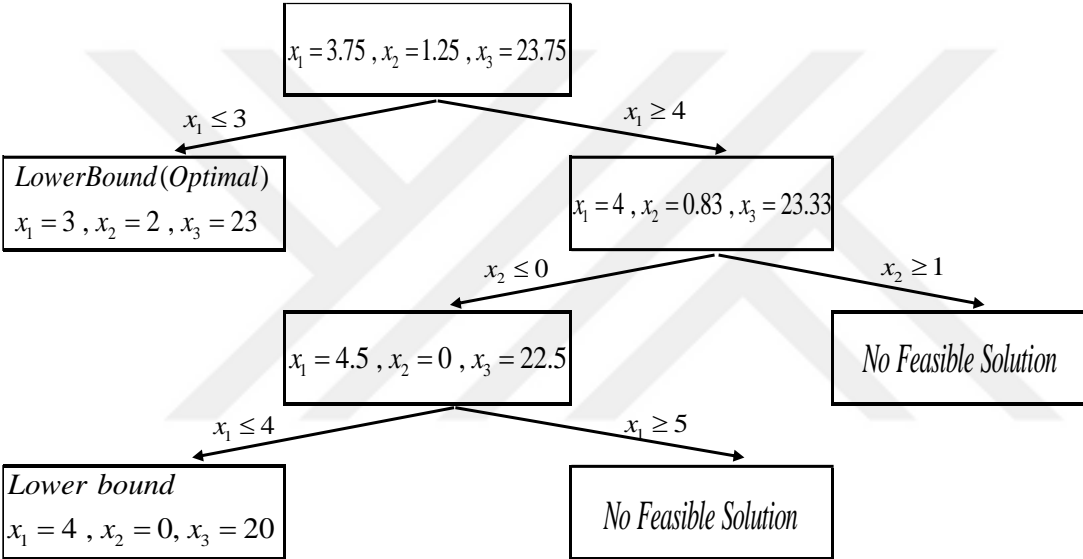 x₁ = 3.75 , x₂ = 1.25 , x₃ = 23.75
x₁ ≤ 3
x₁ ≥ 4
LowerBound(Optimal)
x₁ = 3 , x₂ = 2 , x₃ = 23
x₁ = 4 , x₂ = 0.83 , x₃ = 23.33
x₂ ≤ 0
x₂ ≥ 1
x₁ = 4.5 , x₂ = 0 , x₃ = 22.5
No Feasible Solution
x₁ ≤ 4
x₁ ≥ 5
Lower bound
x₁ = 4 , x₂ = 0, x₃ = 20
No Feasible Solution